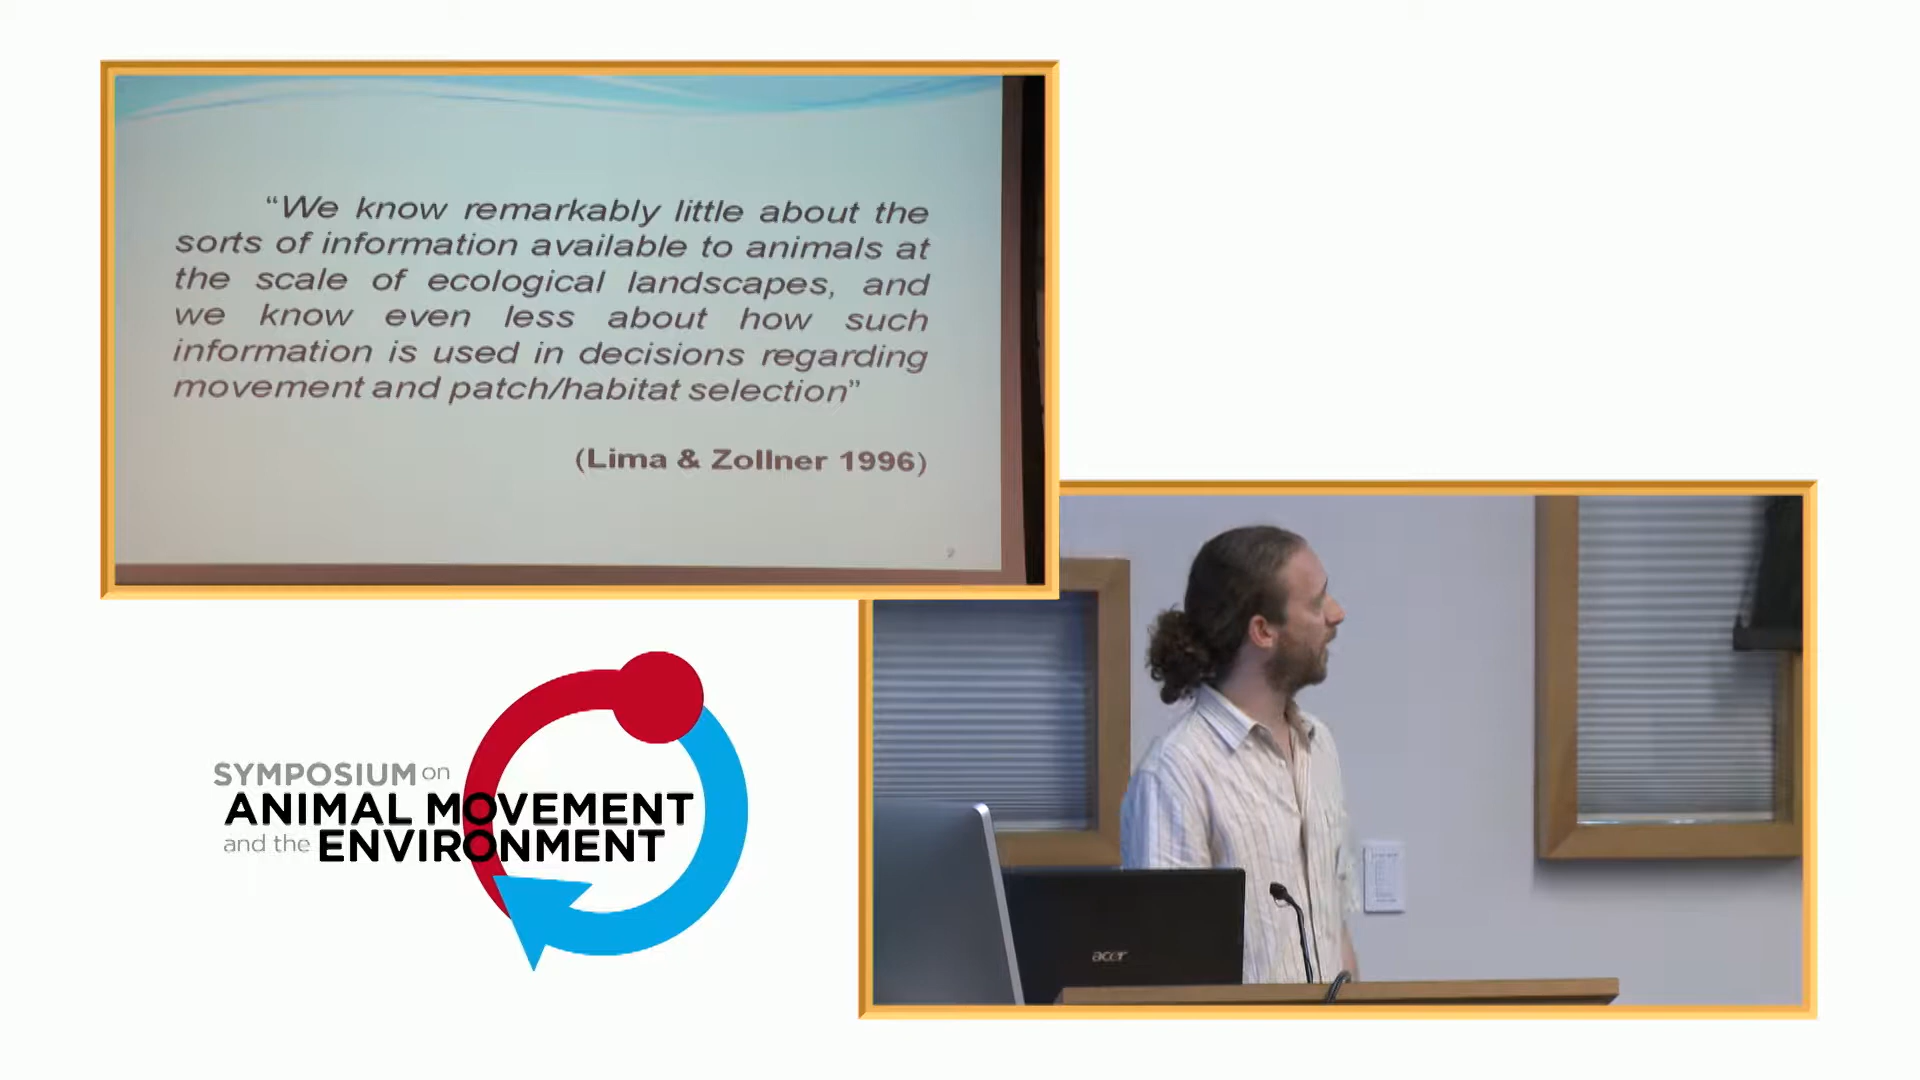 “We know remarkably little about the
sorts of information available to animals at
the scale of ecological landscapes, and
we know even less about how such
information is used in decisions regarding
movement and patch/habitat selection”
(Lima & Zollner 1996)
2
SYMPOSIUM on
ANIMAL MOVEMENT
and the ENVIRONMENT
acer